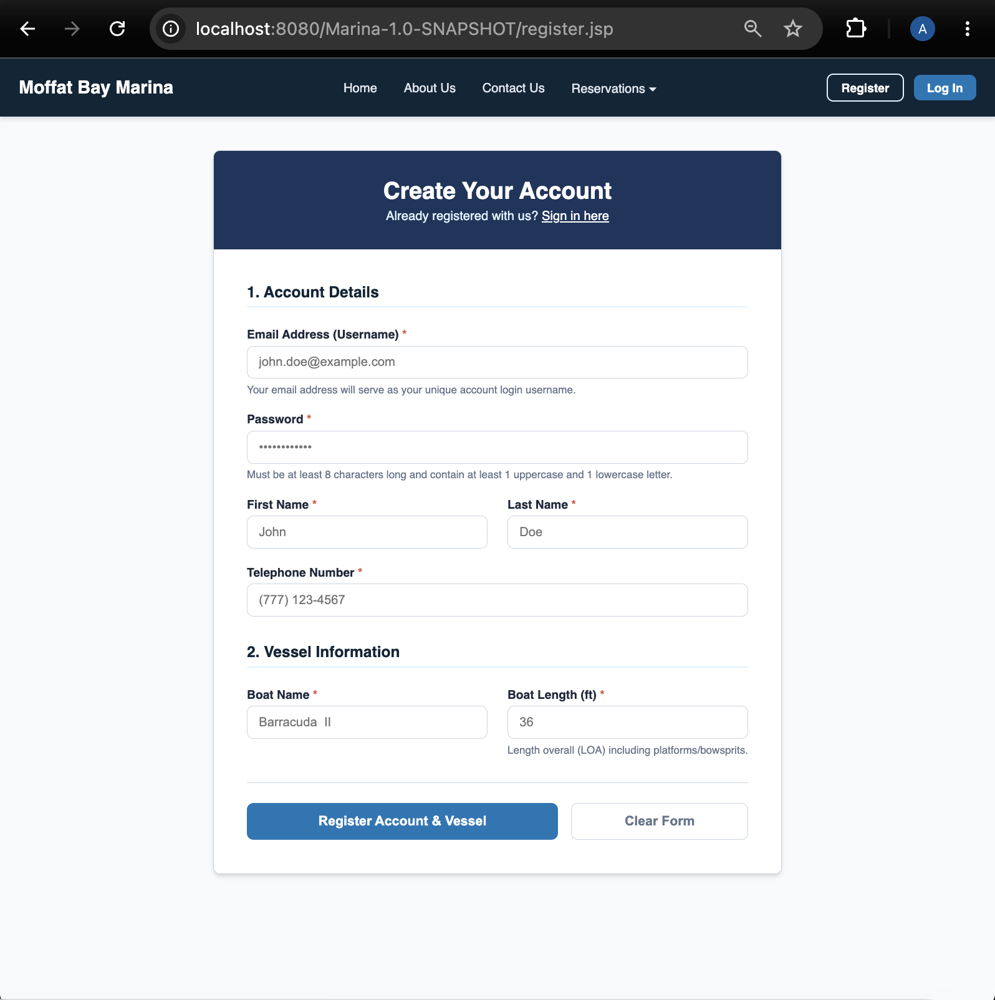 localhost:8080/Marina-1.0-SNAPSHOT/register.jsp
A
Moffat Bay Marina
Home
About Us
Contact Us
Reservations
Register
Log In
Create Your Account
Already registered with us? Sign in here
1. Account Details
Email Address (Username) *
john.doe@example.com
Your email address will serve as your unique account login username.
Password *
••••••••••••
Must be at least 8 characters long and contain at least 1 uppercase and 1 lowercase letter.
First Name *
Last Name *
John
Doe
Telephone Number *
(777) 123-4567
2. Vessel Information
Boat Name *
Boat Length (ft) *
Barracuda  II
36
Length overall (LOA) including platforms/bowsprits.
Register Account & Vessel
Clear Form